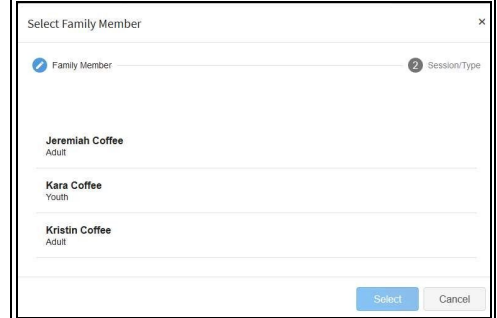 Select Family Member ×
Family Member 2 Session/Type
Jeremiah Coffee
Adult
Kara Coffee
Youth
Kristin Coffee
Adult
Select Cancel